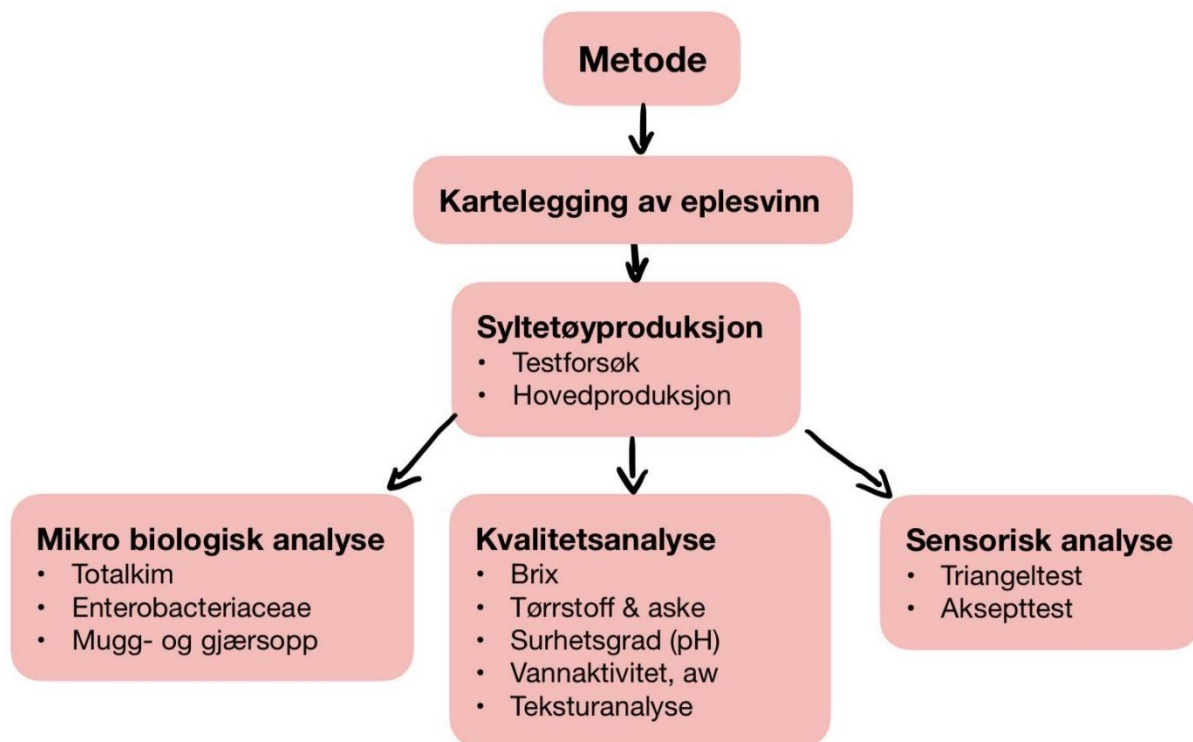 Metode
Kartelegging av eplesvinn
Syltetøyproduksjon
• Testforsøk
• Hovedproduksjon
Mikro biologisk analyse
• Totalkim
• Enterobacteriaceae
• Mugg- og gjærsopp
Kvalitetsanalyse
• Brix
• Tørrstoff & aske
• Surhetsgrad (pH)
• Vannaktivitet, aw
• Teksturanalyse
Sensorisk analyse
• Triangeltest
• Aksepttest